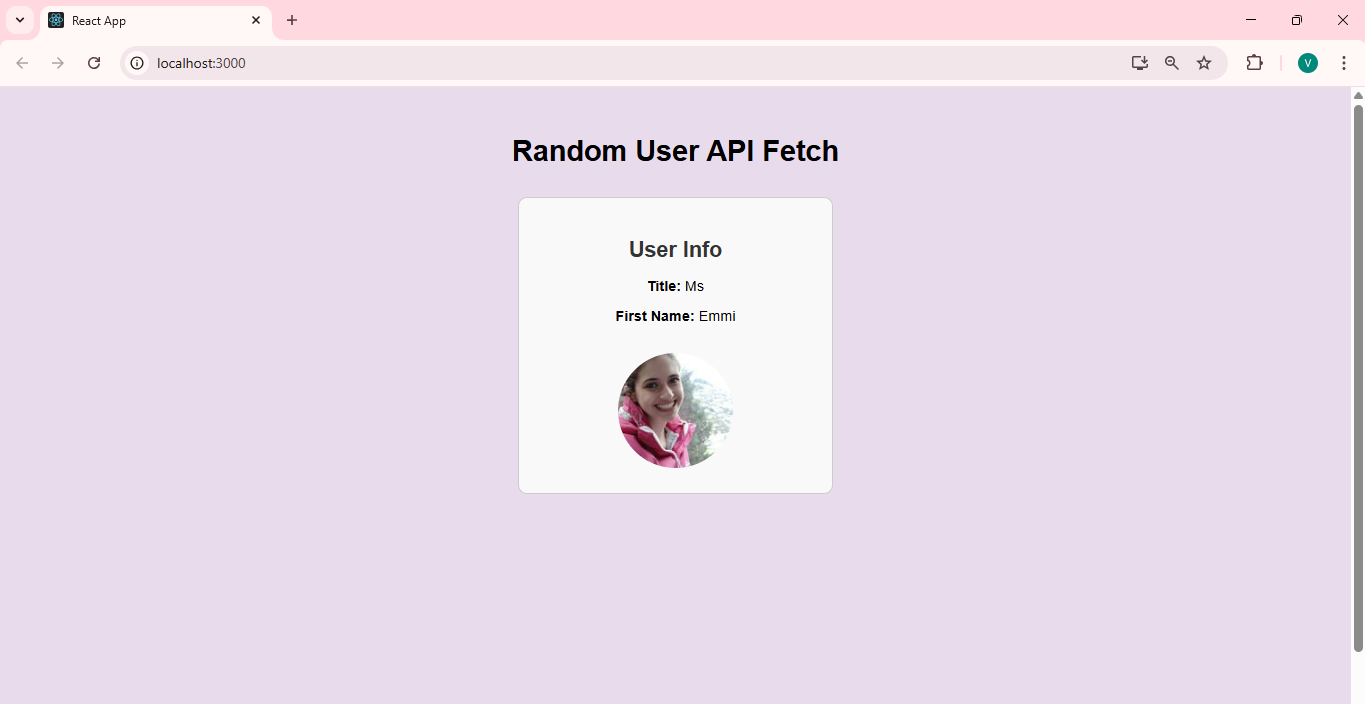 React App
localhost:3000
V
Random User API Fetch
User Info
Title: Ms
First Name: Emmi